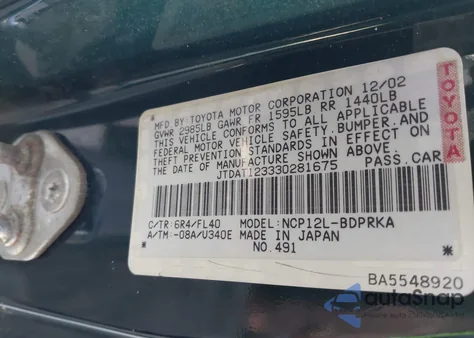 MFD BY: TOYOTA MOTOR CORPORATION 12/02
GVWR 2985LB GAWR FR 1595LB RR 1440LB
THIS VEHICLE CONFORMS TO ALL APPLICABLE
FEDERAL MOTOR VEHICLE SAFETY, BUMPER, AND
THEFT PREVENTION STANDARDS IN EFFECT ON
THE DATE OF MANUFACTURE SHOWN ABOVE.
JTDAT123330281675 PASS. CAR
C/TR: 6R4/FL40 MODEL: NCP12L-BDPRKA
A/TM: -08A/U340E MADE IN JAPAN
NO.491
TOYOTA
BA5548920
autoSnap